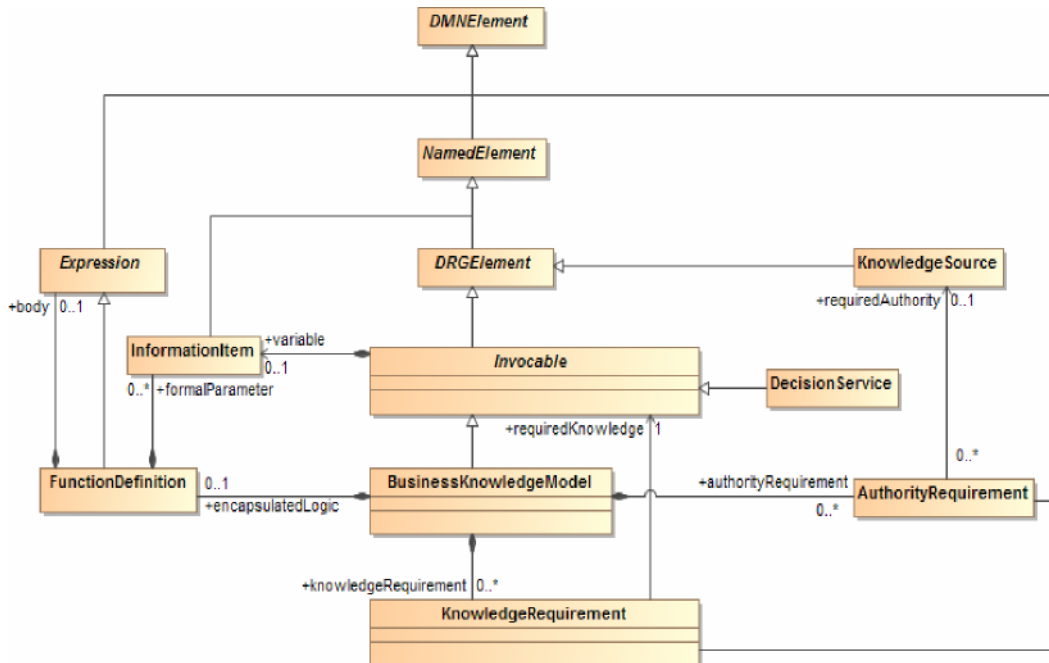 DMNElement
NamedElement
Expression
DRGElement
KnowledgeSource
+body
0..1
+requiredAuthority
0..1
InformationItem
+variable
0..1
Invocable
0..*
+formalParameter
DecisionService
+requiredKnowledge
1
FunctionDefinition
0..1
+encapsulatedLogic
BusinessKnowledgeModel
+authorityRequirement
0..*
0..*
AuthorityRequirement
+knowledgeRequirement
0..*
KnowledgeRequirement